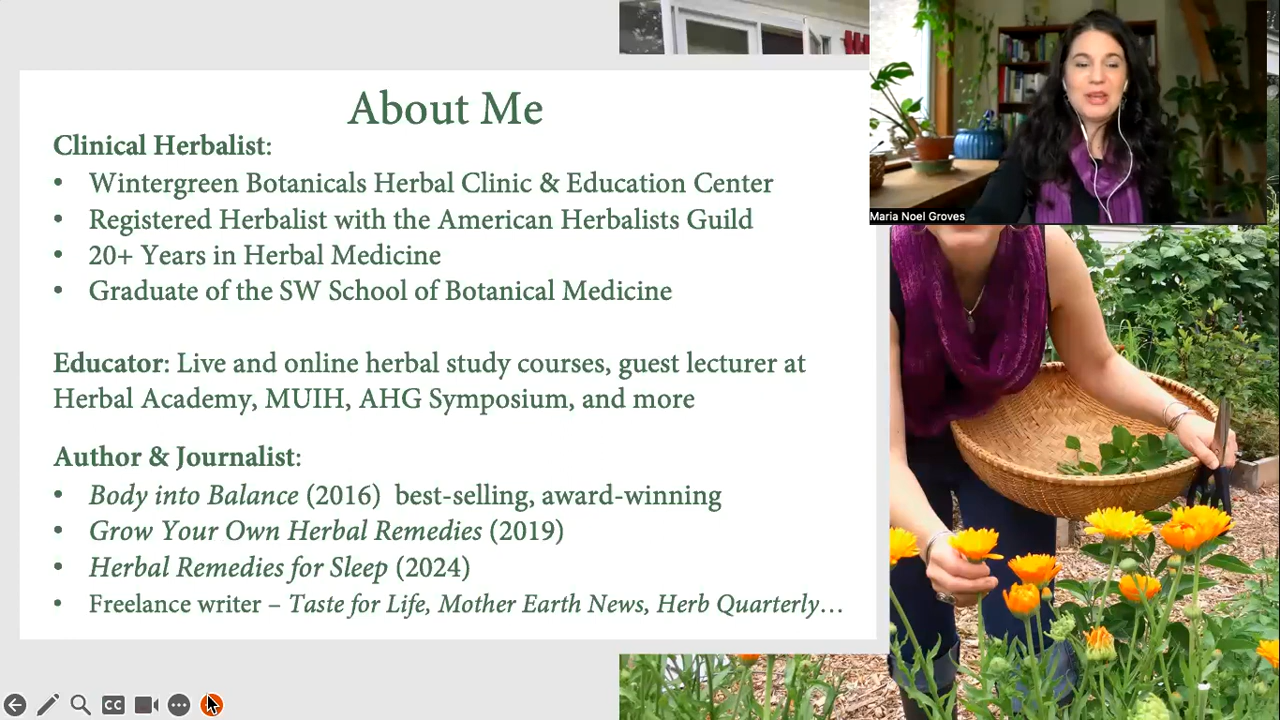 About Me
Clinical Herbalist:
• Wintergreen Botanicals Herbal Clinic & Education Center
• Registered Herbalist with the American Herbalists Guild
• 20+ Years in Herbal Medicine
• Graduate of the SW School of Botanical Medicine
Educator: Live and online herbal study courses, guest lecturer at
Herbal Academy, MUIH, AHG Symposium, and more
Author & Journalist:
• Body into Balance (2016) best-selling, award-winning
• Grow Your Own Herbal Remedies (2019)
• Herbal Remedies for Sleep (2024)
• Freelance writer – Taste for Life, Mother Earth News, Herb Quarterly…
Maria Noel Groves
CC